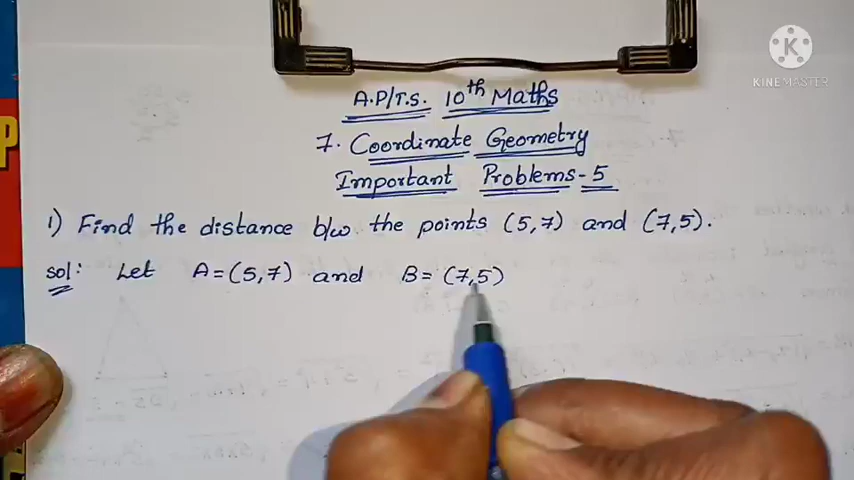 KINEMASTER
A.P/T.S. 10th Maths
7. Coordinate Geometry
Important Problems-5
1) Find the distance b/w the points (5,7) and (7,5).
Sol: Let A=(5,7) and B=(7,5)